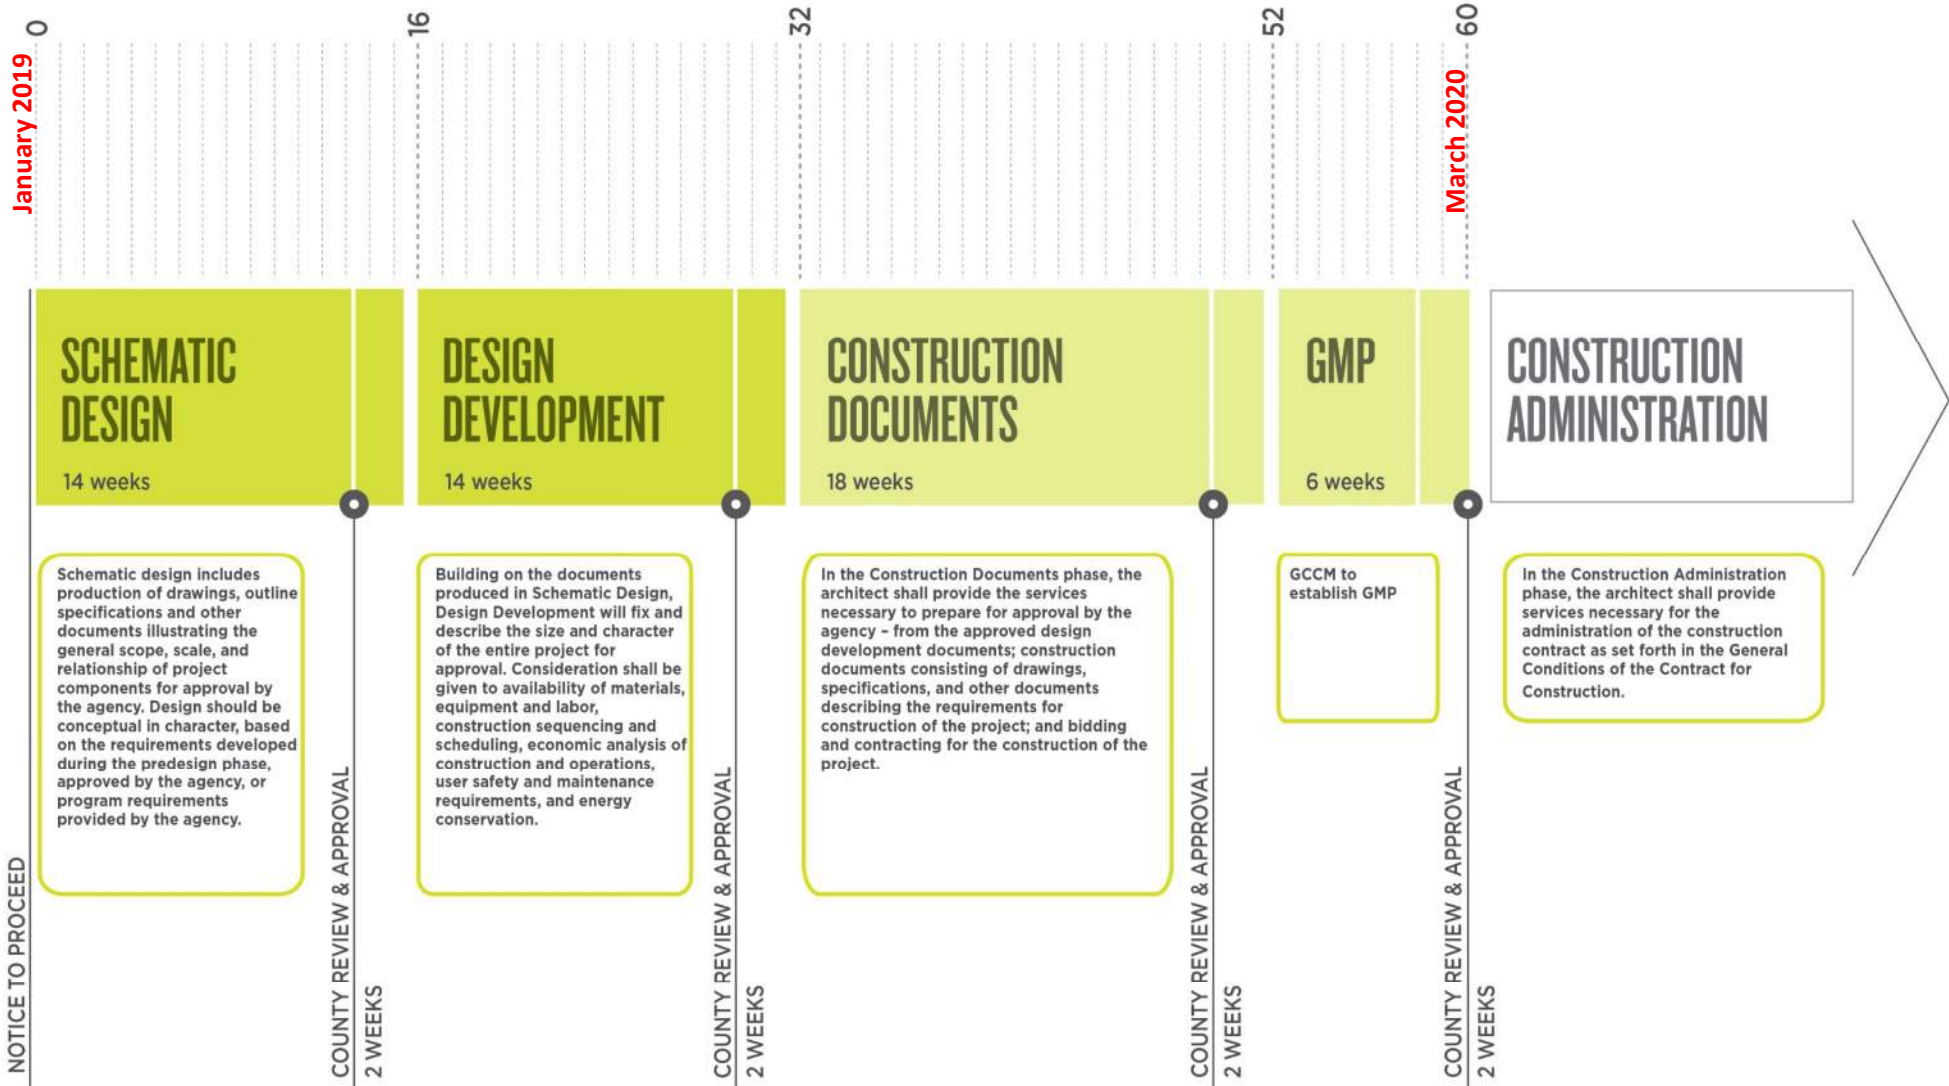 0
16
32
52
60
January 2019
March 2020
SCHEMATIC
DESIGN
14 weeks
DESIGN
DEVELOPMENT
14 weeks
CONSTRUCTION
DOCUMENTS
18 weeks
GMP
6 weeks
CONSTRUCTION
ADMINISTRATION
Schematic design includes
production of drawings, outline
specifications and other
documents illustrating the
general scope, scale, and
relationship of project
components for approval by
the agency. Design should be
conceptual in character, based
on the requirements developed
during the predesign phase,
approved by the agency, or
program requirements
provided by the agency.
Building on the documents
produced in Schematic Design,
Design Development will fix and
describe the size and character
of the entire project for
approval. Consideration shall be
given to availability of materials,
equipment and labor,
construction sequencing and
scheduling, economic analysis of
construction and operations,
user safety and maintenance
requirements, and energy
conservation.
In the Construction Documents phase, the
architect shall provide the services
necessary to prepare for approval by the
agency – from the approved design
development documents; construction
documents consisting of drawings,
specifications, and other documents
describing the requirements for
construction of the project; and bidding
and contracting for the construction of the
project.
GCCM to
establish GMP
In the Construction Administration
phase, the architect shall provide
services necessary for the
administration of the construction
contract as set forth in the General
Conditions of the Contract for
Construction.
NOTICE TO PROCEED
COUNTY REVIEW & APPROVAL
2 WEEKS
COUNTY REVIEW & APPROVAL
2 WEEKS
COUNTY REVIEW & APPROVAL
2 WEEKS
COUNTY REVIEW & APPROVAL
2 WEEKS